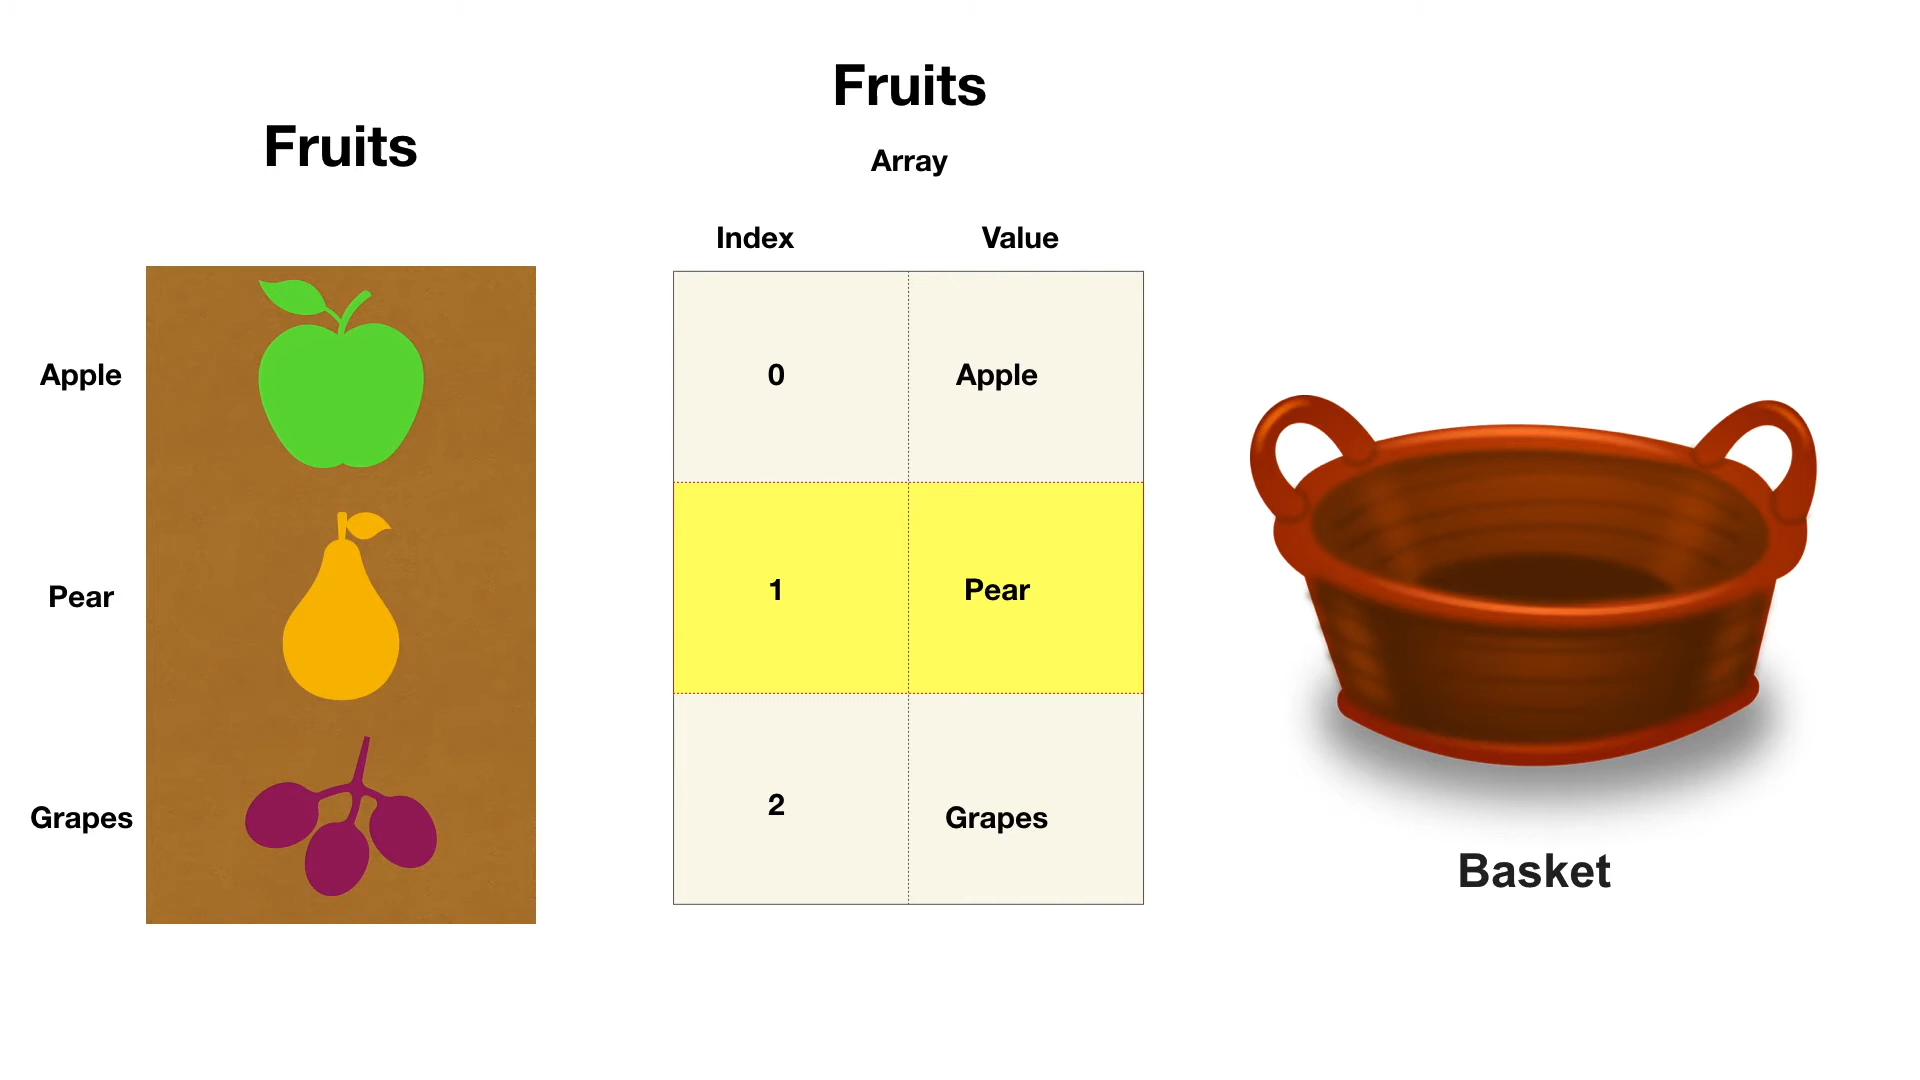 Fruits
Apple
Pear
Grapes
Fruits
Array
Index Value
0 Apple
1 Pear
2 Grapes
Basket